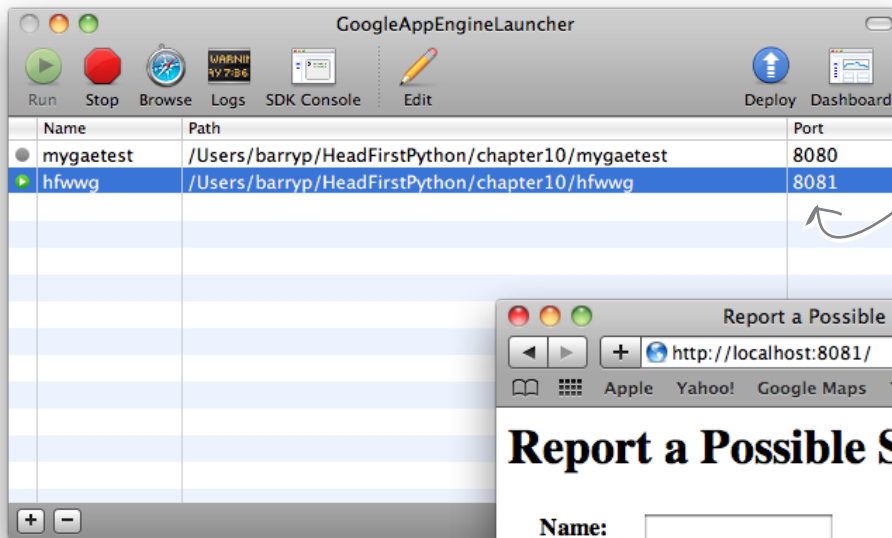 GoogleAppEngineLauncher
Run Stop Browse Logs SDK Console Edit Deploy Dashboard
Name Path Port
mygaetest /Users/barryp/HeadFirstPython/chapter10/mygaetest 8080
hfwwg /Users/barryp/HeadFirstPython/chapter10/hfwwg 8081
Report a Possible
http://localhost:8081/
Apple Yahoo! Google Maps
Report a Possible S
Name: